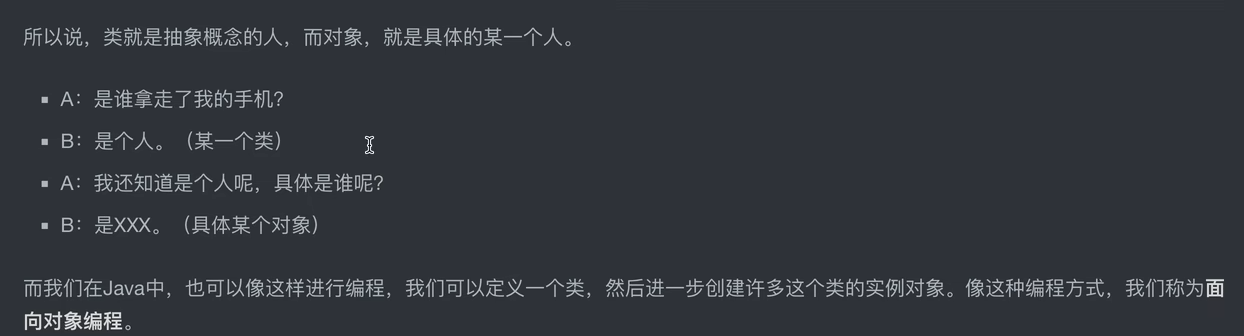 所以说，类就是抽象概念的人，而对象，就是具体的某一个人。
▪ A：是谁拿走了我的手机？
▪ B：是个人。（某一个类）
▪ A：我还知道是个人呢，具体是谁呢？
▪ B：是XXX。（具体某个对象）
而我们在Java中，也可以像这样进行编程，我们可以定义一个类，然后进一步创建许多这个类的实例对象。像这种编程方式，我们称为面
向对象编程。